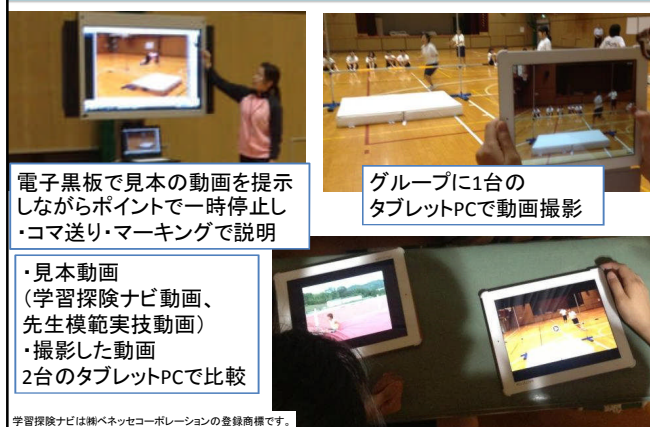 電子黒板で見本の動画を提示
しながらポイントで一時停止し
・コマ送り・マーキングで説明
グループに1台の
タブレットPCで動画撮影
・見本動画
(学習探険ナビ動画、
先生模範実技動画)
・撮影した動画
2台のタブレットPCで比較
学習探険ナビは㈱ベネッセコーポレーションの登録商標です。